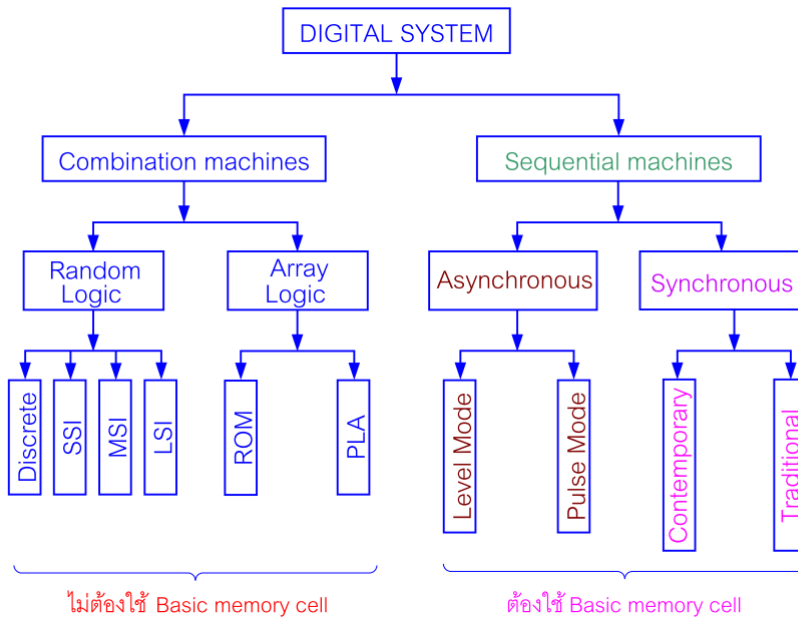 DIGITAL SYSTEM
Combination machines
Sequential machines
Random
Logic
Array
Logic
Asynchronous
Synchronous
Discrete
SSI
MSI
LSI
ROM
PLA
Level Mode
Pulse Mode
Contemporary
Traditional
ไม่ต้องใช้ Basic memory cell
ต้องใช้ Basic memory cell